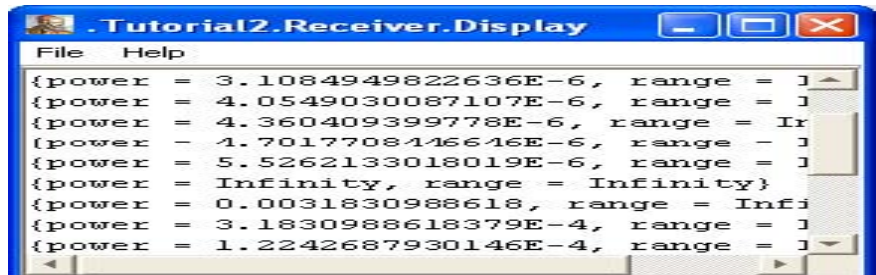 .Tutorial2.Receiver.Display
File Help
{power = 3.1084949822636E-6, range = I
{power = 4.0549030087107E-6, range = I
{power = 4.360409399778E-6, range = In
{power = 4.7017708446646E-6, range = I
{power = 5.5262133018019E-6, range = I
{power = Infinity, range = Infinity}
{power = 0.0031830988618, range = Infi
{power = 3.1830988618379E-4, range = I
{power = 1.2242687930146E-4, range = I